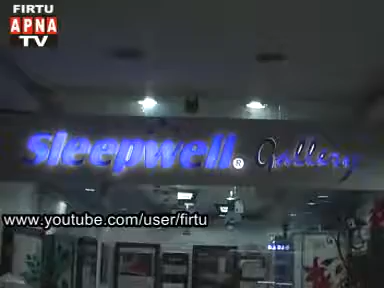 FIRTU
APNA
TV
Sleepwell® Gallery
www.youtube.com/user/firtu